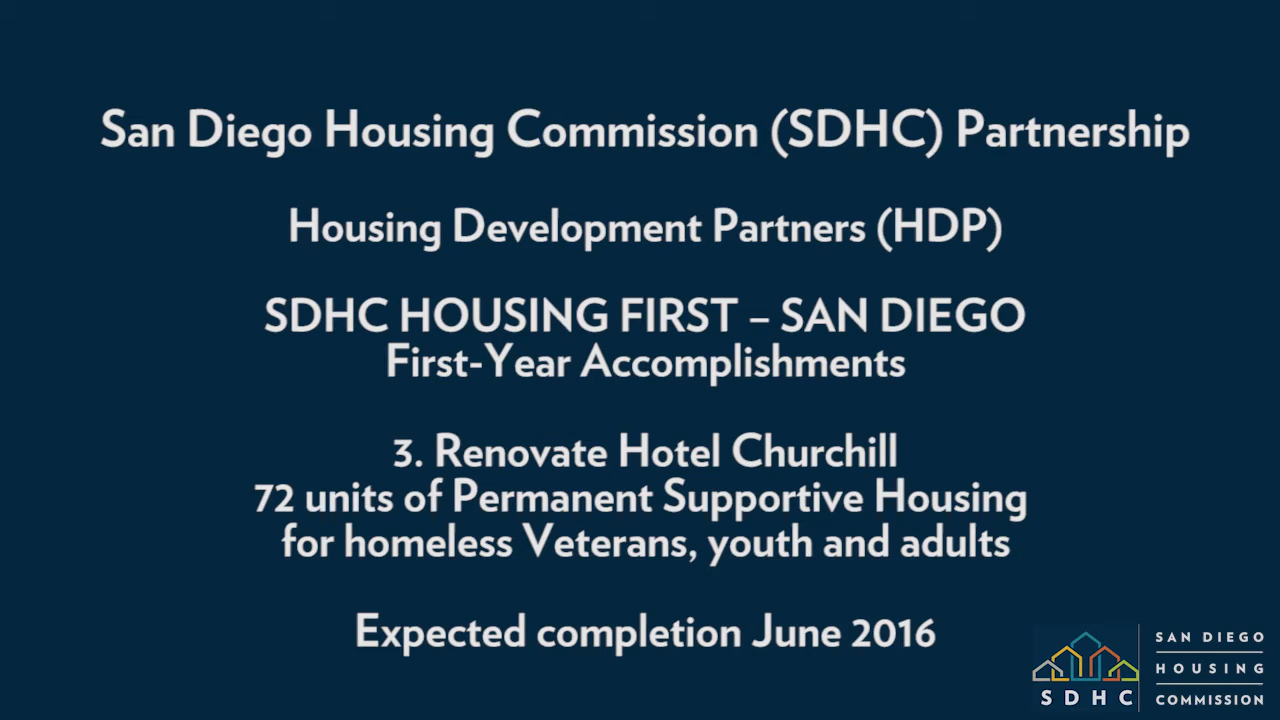 San Diego Housing Commission (SDHC) Partnership
Housing Development Partners (HDP)
SDHC HOUSING FIRST – SAN DIEGO
First-Year Accomplishments
3. Renovate Hotel Churchill
72 units of Permanent Supportive Housing
for homeless Veterans, youth and adults
Expected completion June 2016
SDHC
SAN DIEGO
HOUSING
COMMISSION